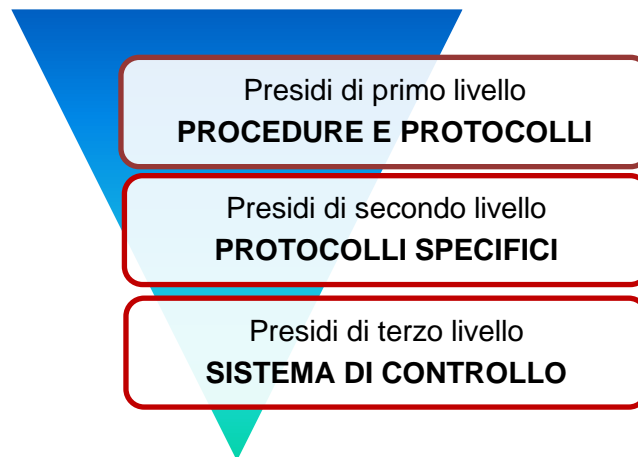 Presidi di primo livello
PROCEDURE E PROTOCOLLI
Presidi di secondo livello
PROTOCOLLI SPECIFICI
Presidi di terzo livello
SISTEMA DI CONTROLLO